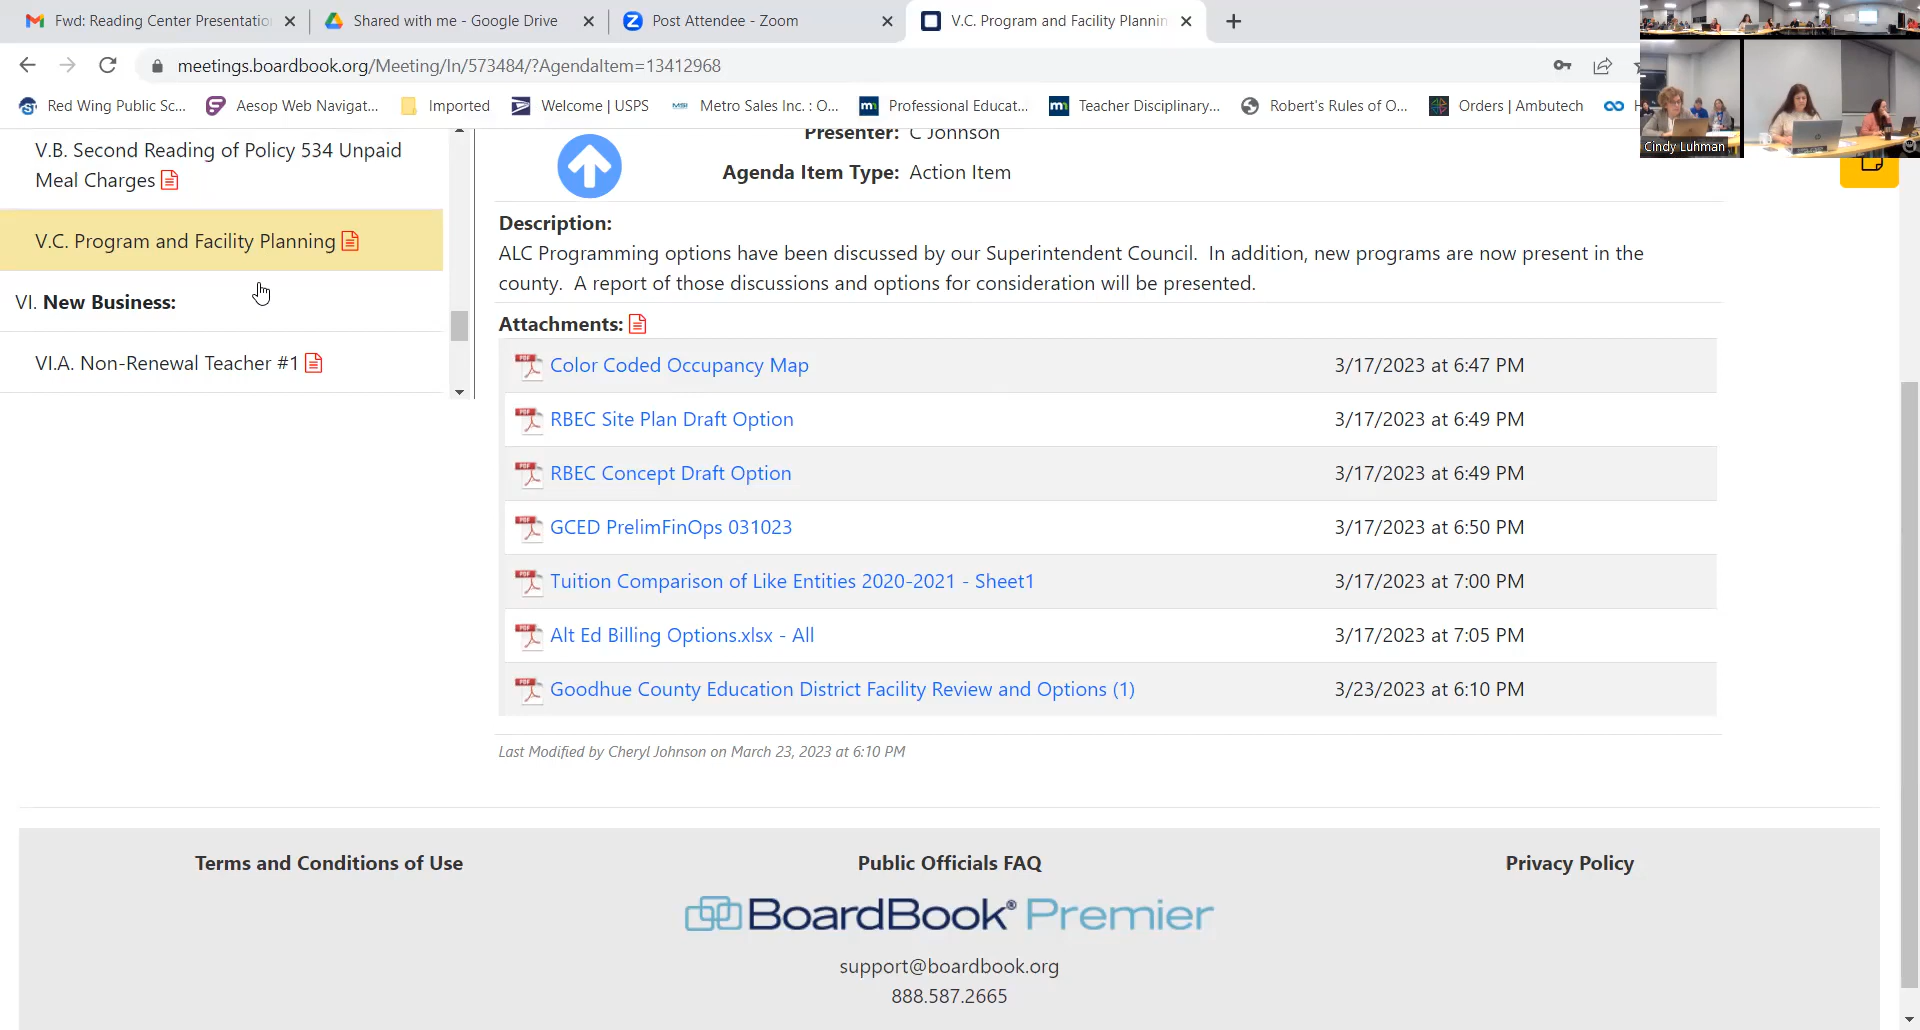 Fwd: Reading Center Presentatio
Shared with me - Google Drive
Post Attendee - Zoom
V.C. Program and Facility Plannin
meetings.boardbook.org/Meeting/In/573484/?AgendaItem=13412968
Red Wing Public Sc...
Aesop Web Navigat...
Imported
Welcome | USPS
Metro Sales Inc. : O...
Professional Educat...
Teacher Disciplinary...
Robert's Rules of O...
Orders | Ambutech
Cindy Luhman
V.B. Second Reading of Policy 534 Unpaid
Meal Charges
V.C. Program and Facility Planning
VI. New Business:
VI.A. Non-Renewal Teacher #1
Presenter: C Johnson
Agenda Item Type: Action Item
Description:
ALC Programming options have been discussed by our Superintendent Council. In addition, new programs are now present in the
county. A report of those discussions and options for consideration will be presented.
Attachments:
Color Coded Occupancy Map 3/17/2023 at 6:47 PM
RBEC Site Plan Draft Option 3/17/2023 at 6:49 PM
RBEC Concept Draft Option 3/17/2023 at 6:49 PM
GCED PrelimFinOps 031023 3/17/2023 at 6:50 PM
Tuition Comparison of Like Entities 2020-2021 - Sheet1 3/17/2023 at 7:00 PM
Alt Ed Billing Options.xlsx - All 3/17/2023 at 7:05 PM
Goodhue County Education District Facility Review and Options (1) 3/23/2023 at 6:10 PM
Last Modified by Cheryl Johnson on March 23, 2023 at 6:10 PM
Terms and Conditions of Use
Public Officials FAQ
Privacy Policy
BoardBook® Premier
support@boardbook.org
888.587.2665